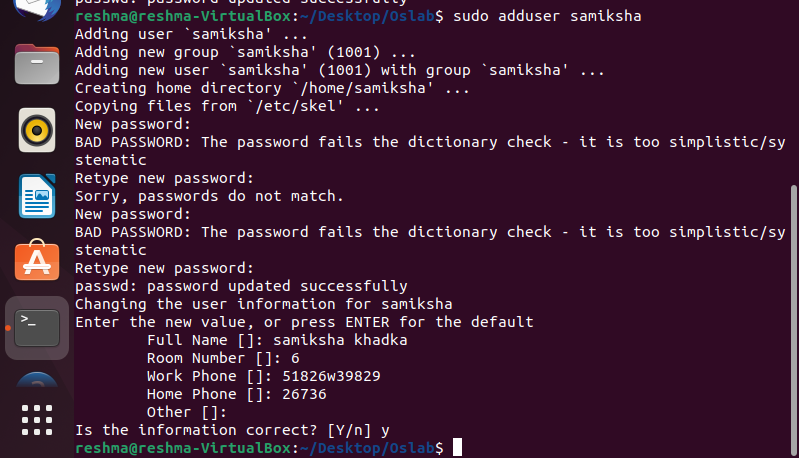 passwd: password updated successfully
reshma@reshma-VirtualBox:~/Desktop/Oslab$ sudo adduser samiksha
Adding user `samiksha' ...
Adding new group `samiksha' (1001) ...
Adding new user `samiksha' (1001) with group `samiksha' ...
Creating home directory `/home/samiksha' ...
Copying files from `/etc/skel' ...
New password:
BAD PASSWORD: The password fails the dictionary check - it is too simplistic/sy
stematic
Retype new password:
Sorry, passwords do not match.
New password:
BAD PASSWORD: The password fails the dictionary check - it is too simplistic/sy
stematic
Retype new password:
passwd: password updated successfully
Changing the user information for samiksha
Enter the new value, or press ENTER for the default
Full Name []: samiksha khadka
Room Number []: 6
Work Phone []: 51826w39829
Home Phone []: 26736
Other []:
Is the information correct? [Y/n] y
reshma@reshma-VirtualBox:~/Desktop/Oslab$